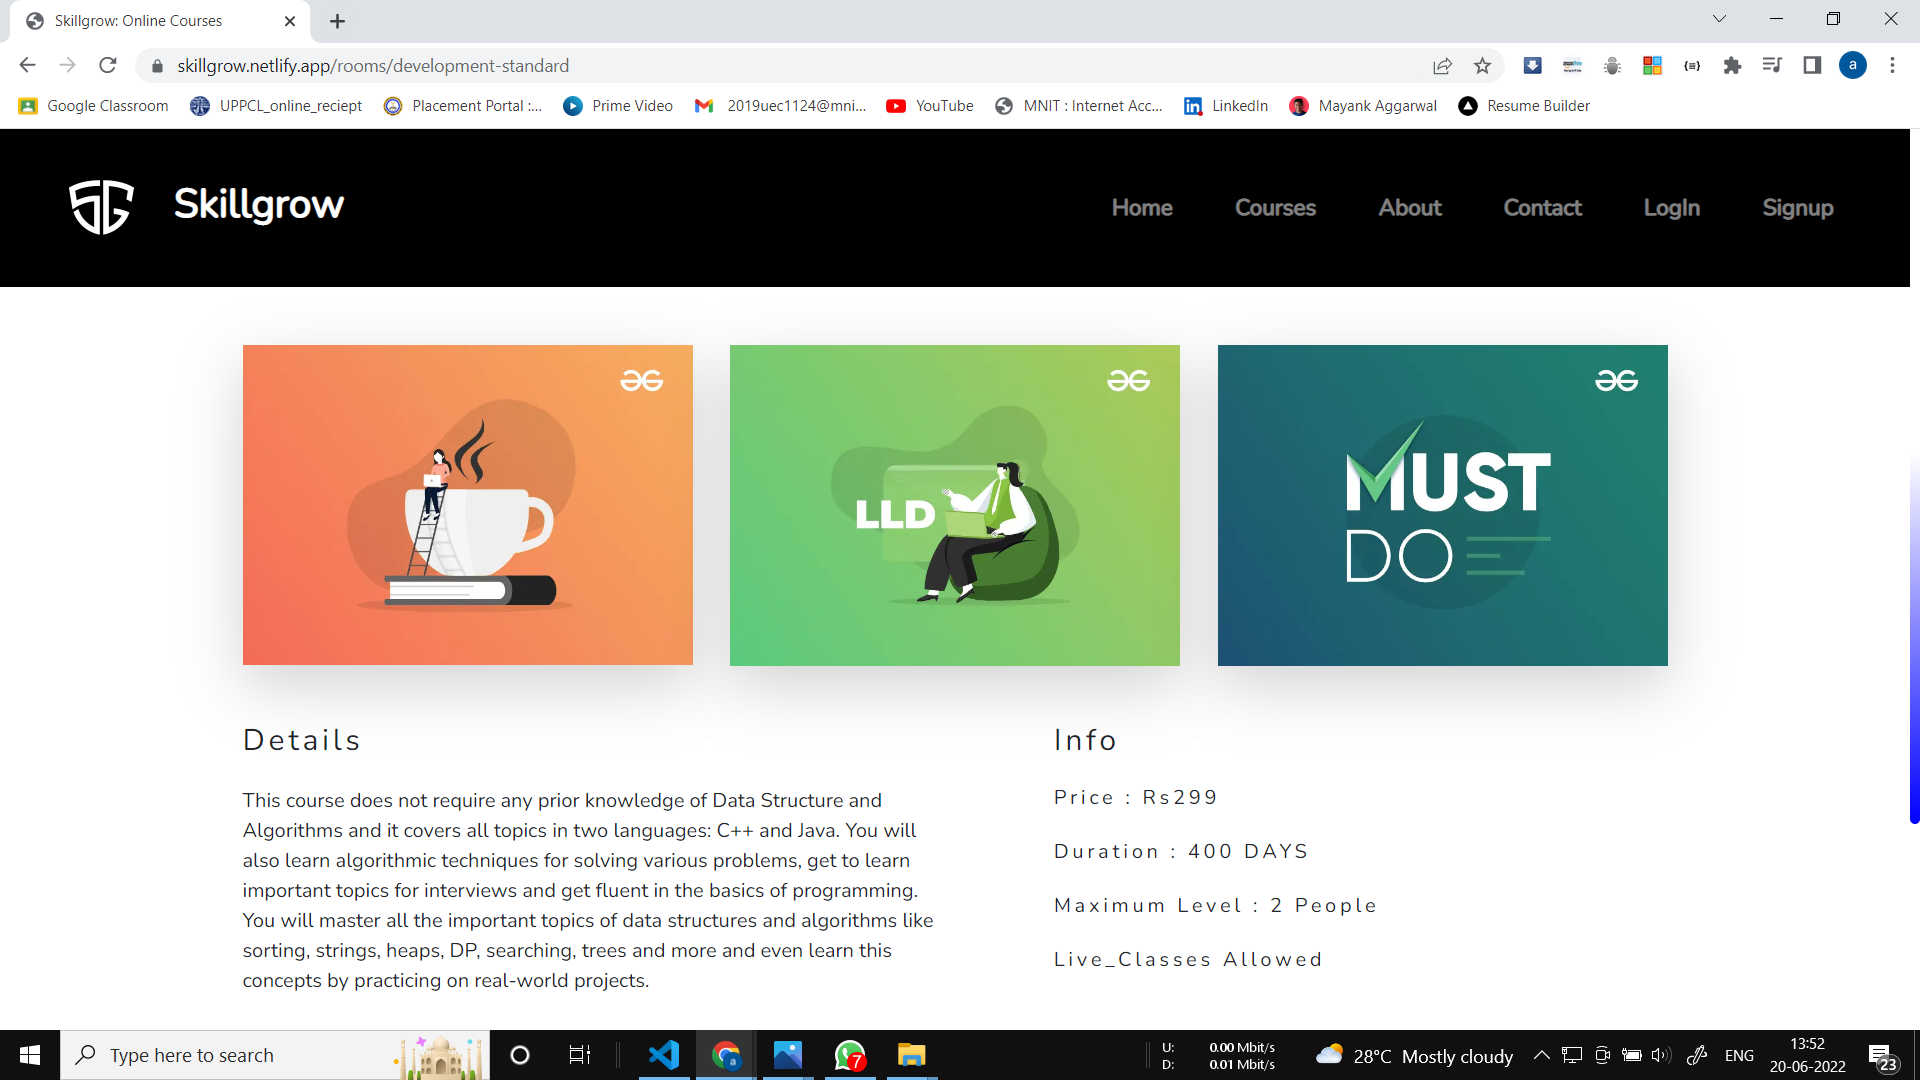 Skillgrow: Online Courses
skillgrow.netlify.app/rooms/development-standard
a
Google Classroom
UPPCL_online_reciept
Placement Portal :...
Prime Video
2019uec1124@mni...
YouTube
MNIT : Internet Acc...
LinkedIn
Mayank Aggarwal
Resume Builder
SG
Skillgrow
Home
Courses
About
Contact
LogIn
Signup
LLD
MUST
DO
Details
This course does not require any prior knowledge of Data Structure and
Algorithms and it covers all topics in two languages: C++ and Java. You will
also learn algorithmic techniques for solving various problems, get to learn
important topics for interviews and get fluent in the basics of programming.
You will master all the important topics of data structures and algorithms like
sorting, strings, heaps, DP, searching, trees and more and even learn this
concepts by practicing on real-world projects.
Info
Price : Rs299
Duration : 400 DAYS
Maximum Level : 2 People
Live_Classes Allowed
Type here to search
a
7
U: 0.00 Mbit/s
D: 0.01 Mbit/s
28°C Mostly cloudy
ENG
13:52
20-06-2022
23